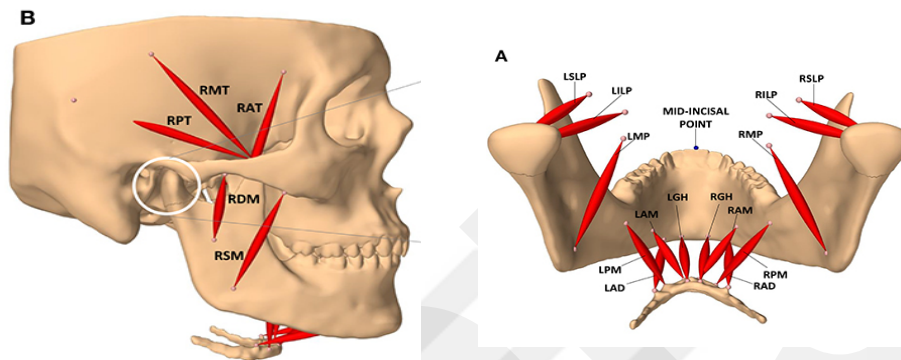 B
RMT
RAT
RPT
RDM
RSM
A
LSLP
RSLP
LILP
RILP
MID-INCISAL
POINT
LMP
RMP
LGH
RGH
LAM
RAM
LPM
RPM
LAD
RAD